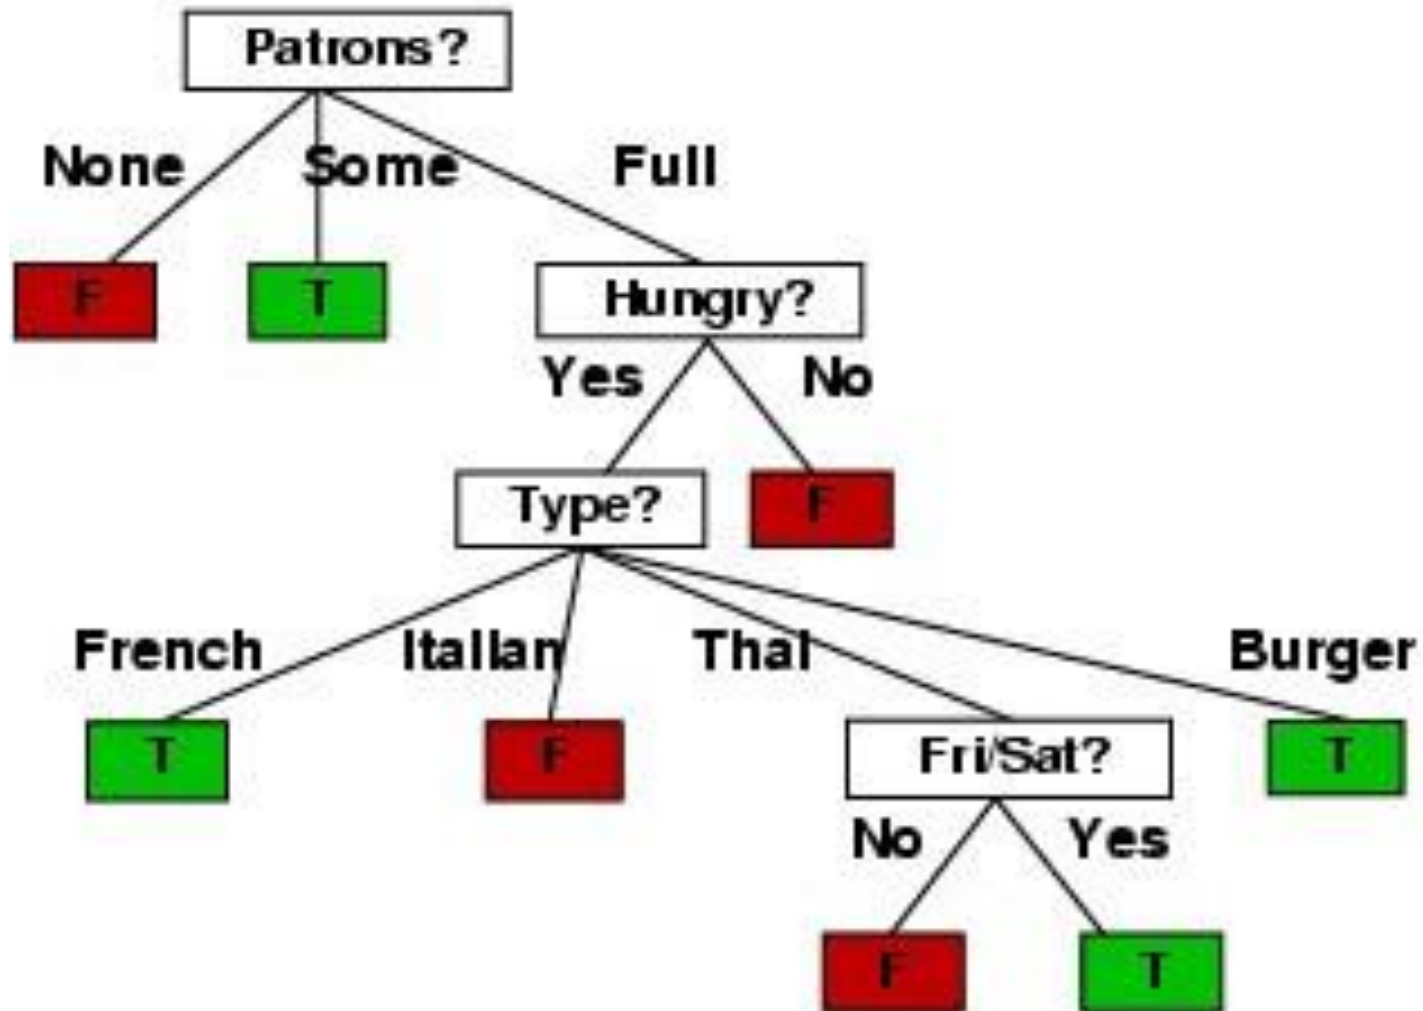 Patrons?
None Some Full
F T Hungry?
Yes No
Type? F
French Italian Thai Burger
T F Fri/Sat? T
No Yes
F T